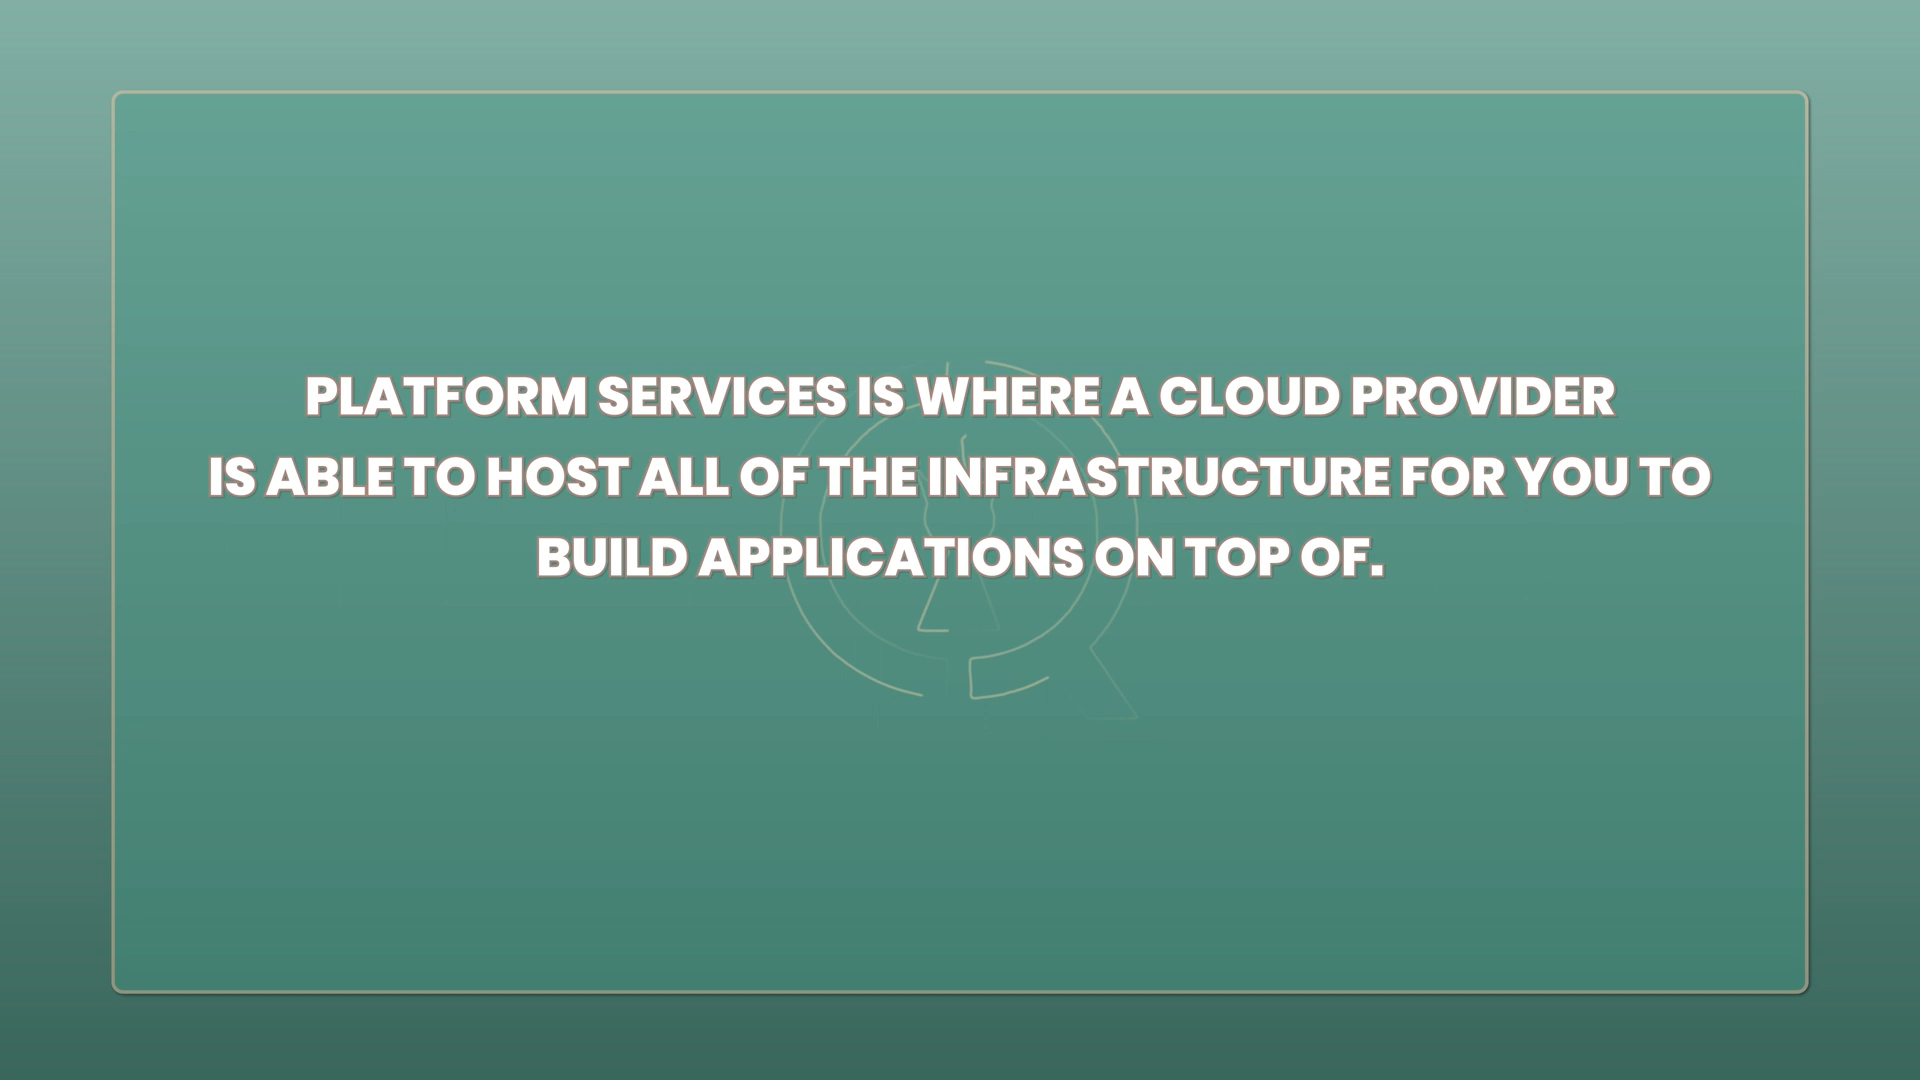 PLATFORM SERVICES IS WHERE A CLOUD PROVIDER
IS ABLE TO HOST ALL OF THE INFRASTRUCTURE FOR YOU TO
BUILD APPLICATIONS ON TOP OF.